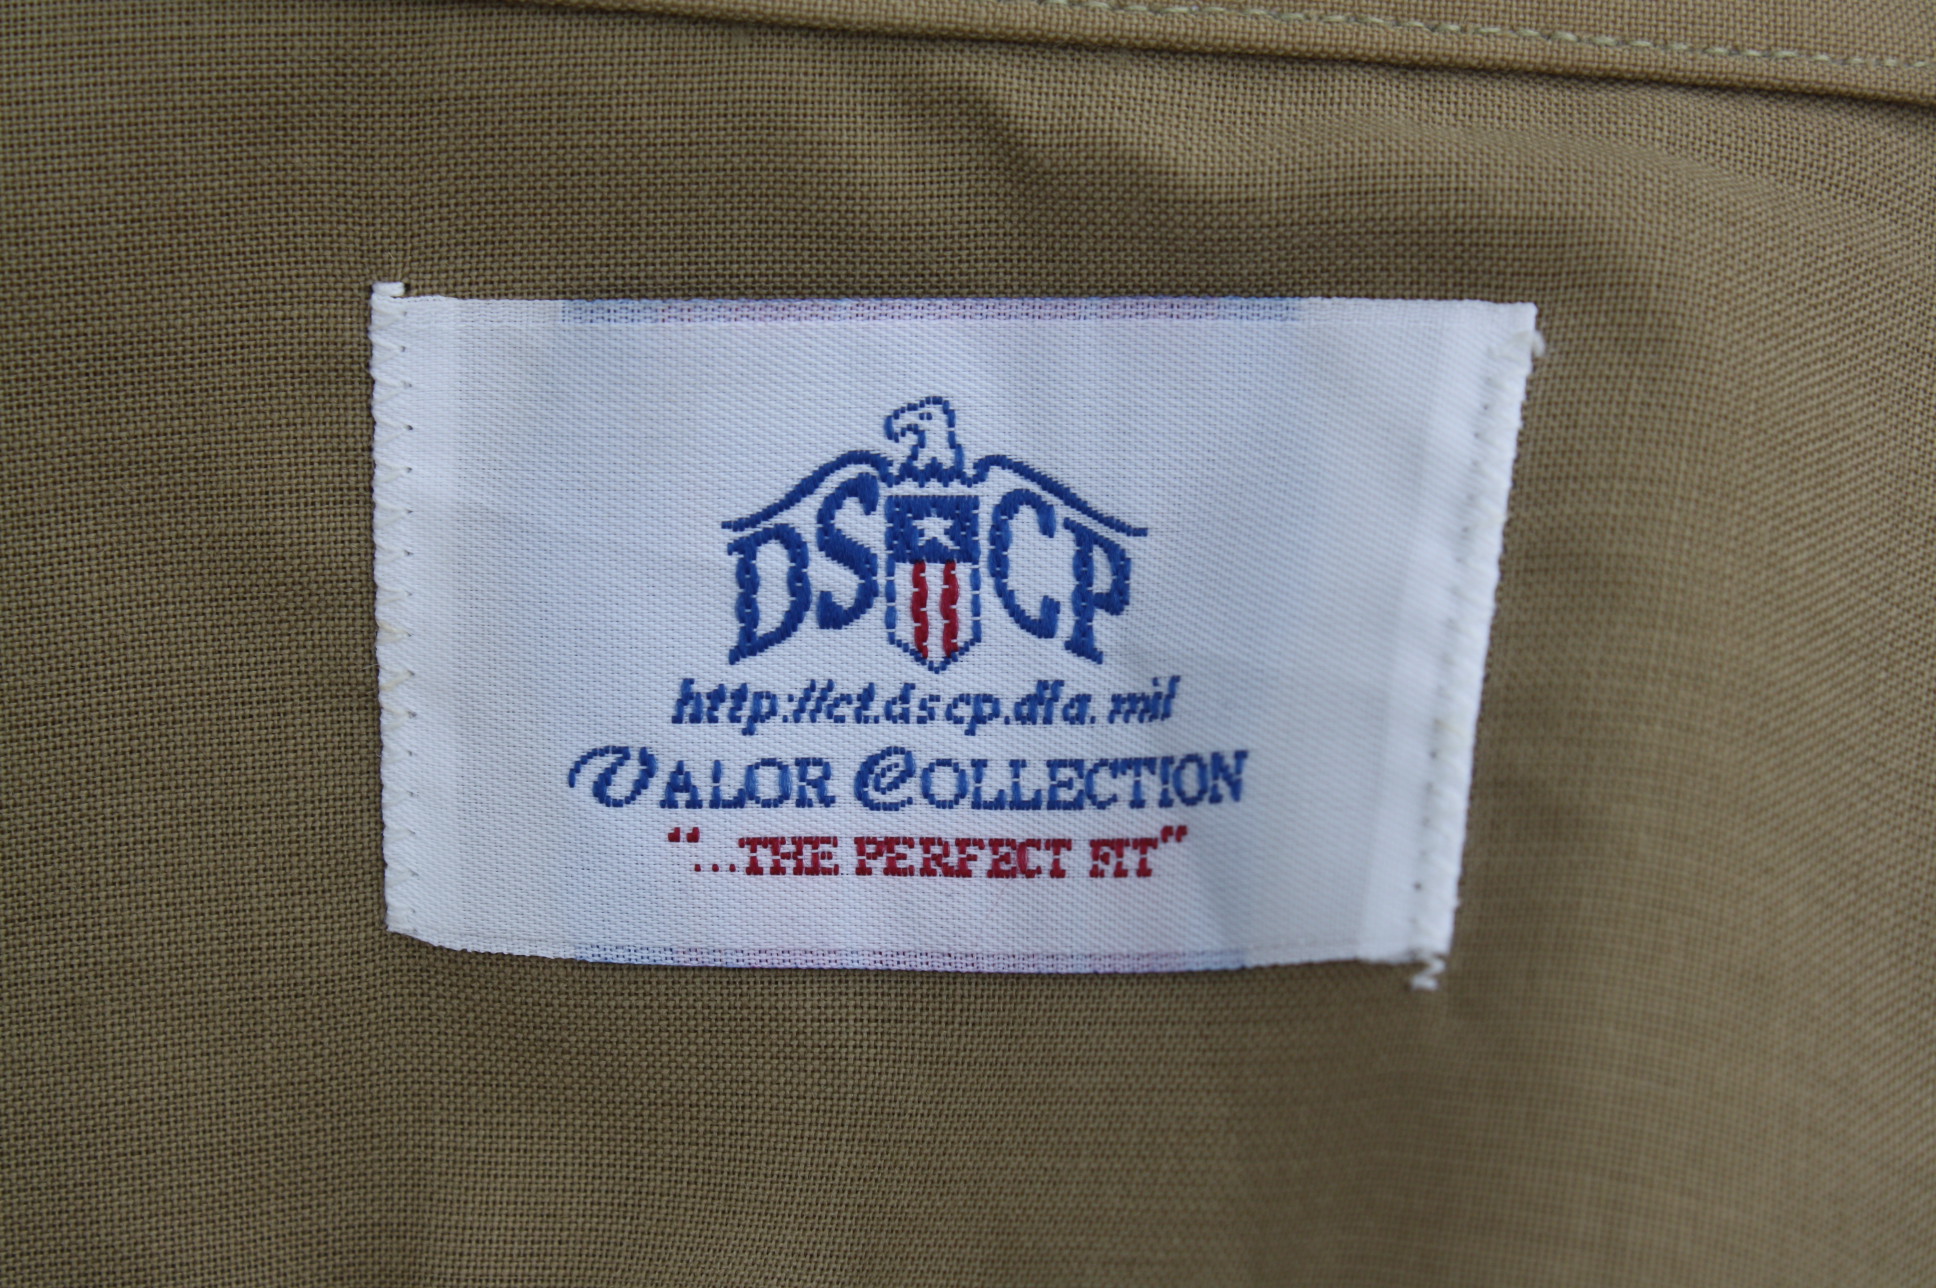 DSCP
http://ct.dscp.dla.mil
VALOR COLLECTION
"...THE PERFECT FIT"